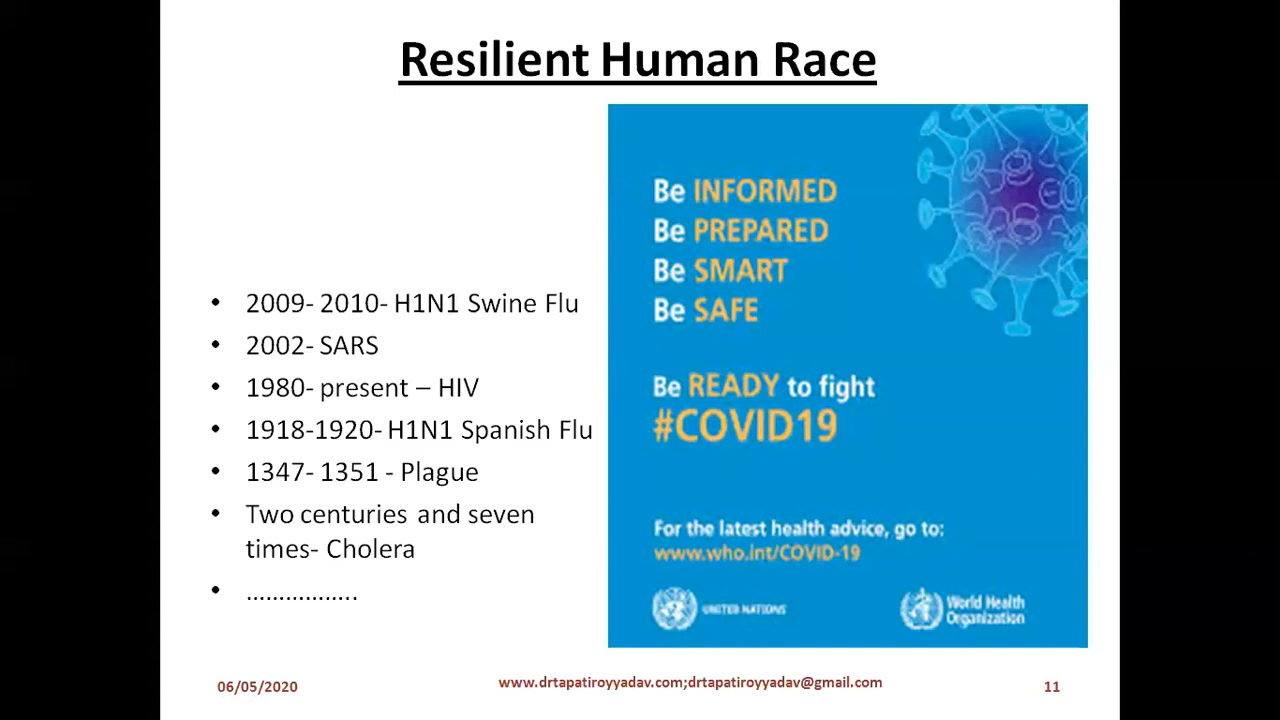 Resilient Human Race
• 2009- 2010- H1N1 Swine Flu
• 2002- SARS
• 1980- present – HIV
• 1918-1920- H1N1 Spanish Flu
• 1347- 1351 - Plague
• Two centuries and seven
times- Cholera
• .................
Be INFORMED
Be PREPARED
Be SMART
Be SAFE
Be READY to fight
#COVID19
For the latest health advice, go to:
www.who.int/COVID-19
UNITED NATIONS
World Health
Organization
06/05/2020
www.drtapatiroyyadav.com;drtapatiroyyadav@gmail.com
11